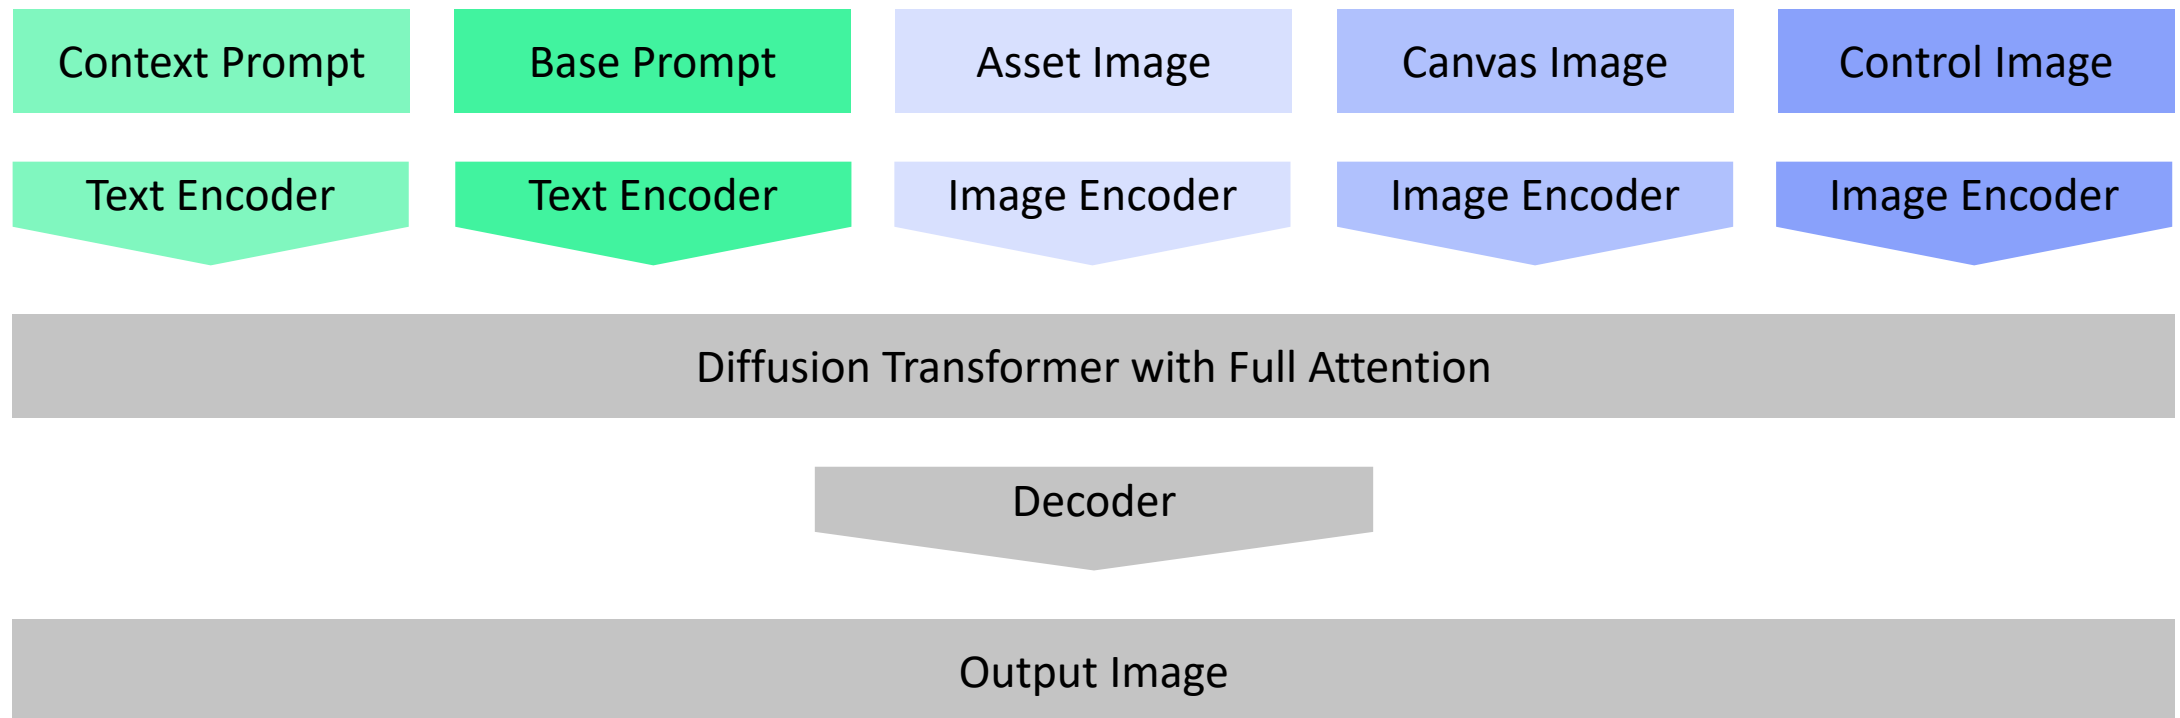 Context Prompt
Base Prompt
Asset Image
Canvas Image
Control Image
Text Encoder
Text Encoder
Image Encoder
Image Encoder
Image Encoder
Diffusion Transformer with Full Attention
Decoder
Output Image